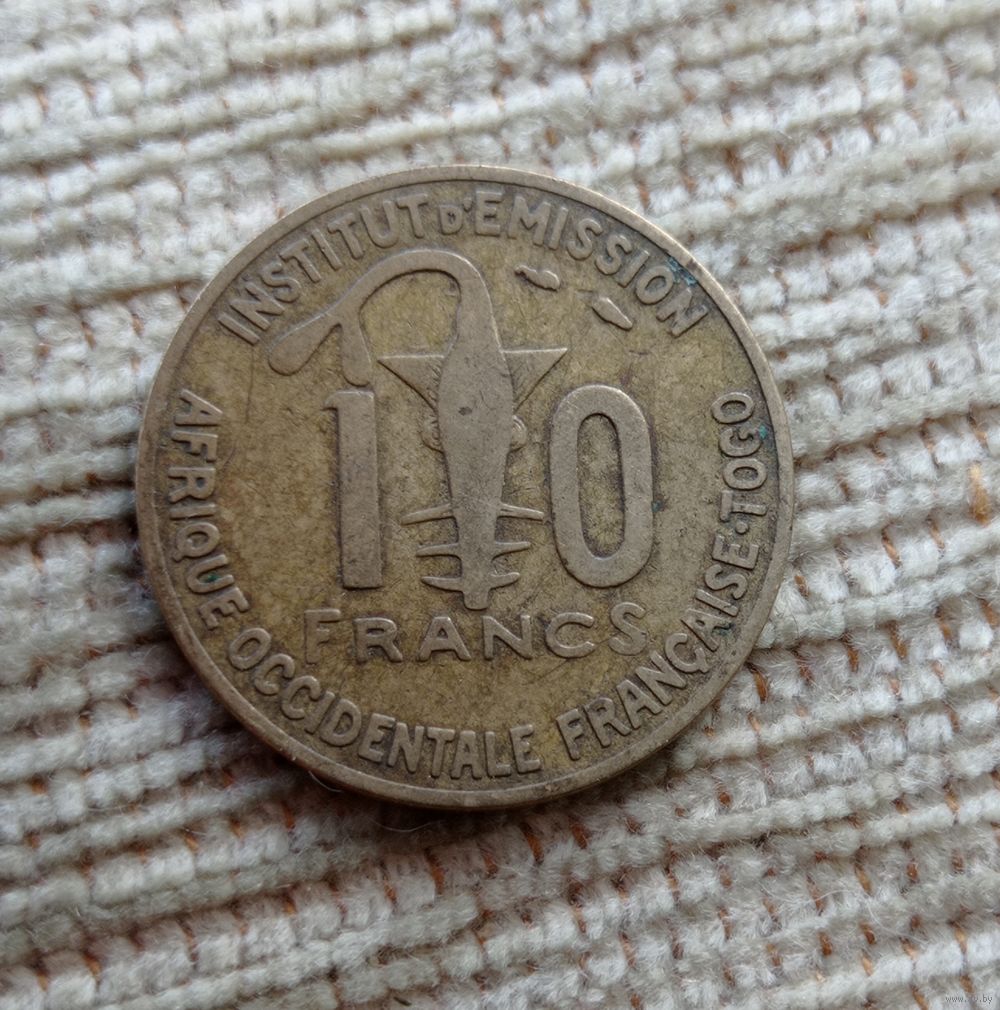 INSTITUT D'EMISSION
AFRIQUE OCCIDENTALE FRANÇAISE·TOGO
10
FRANCS